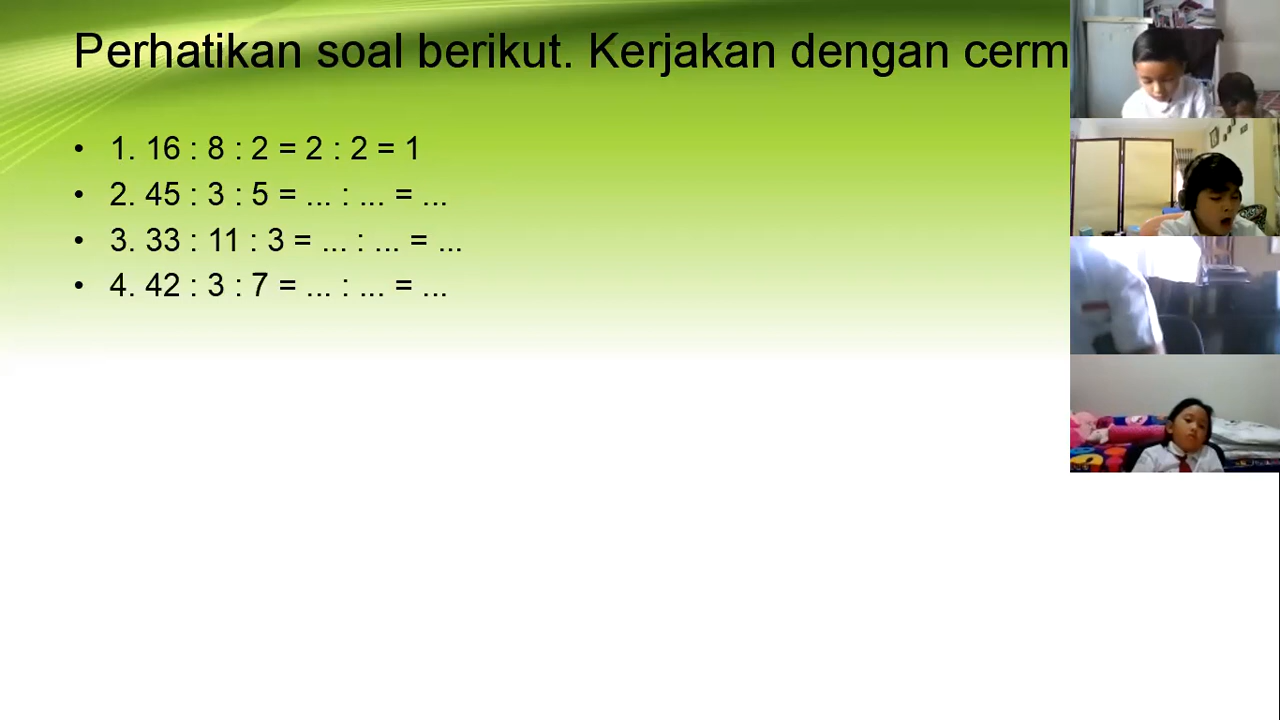 Perhatikan soal berikut. Kerjakan dengan cerm
• 1. 16 : 8 : 2 = 2 : 2 = 1
• 2. 45 : 3 : 5 = ... : ... = ...
• 3. 33 : 11 : 3 = ... : ... = ...
• 4. 42 : 3 : 7 = ... : ... = ...